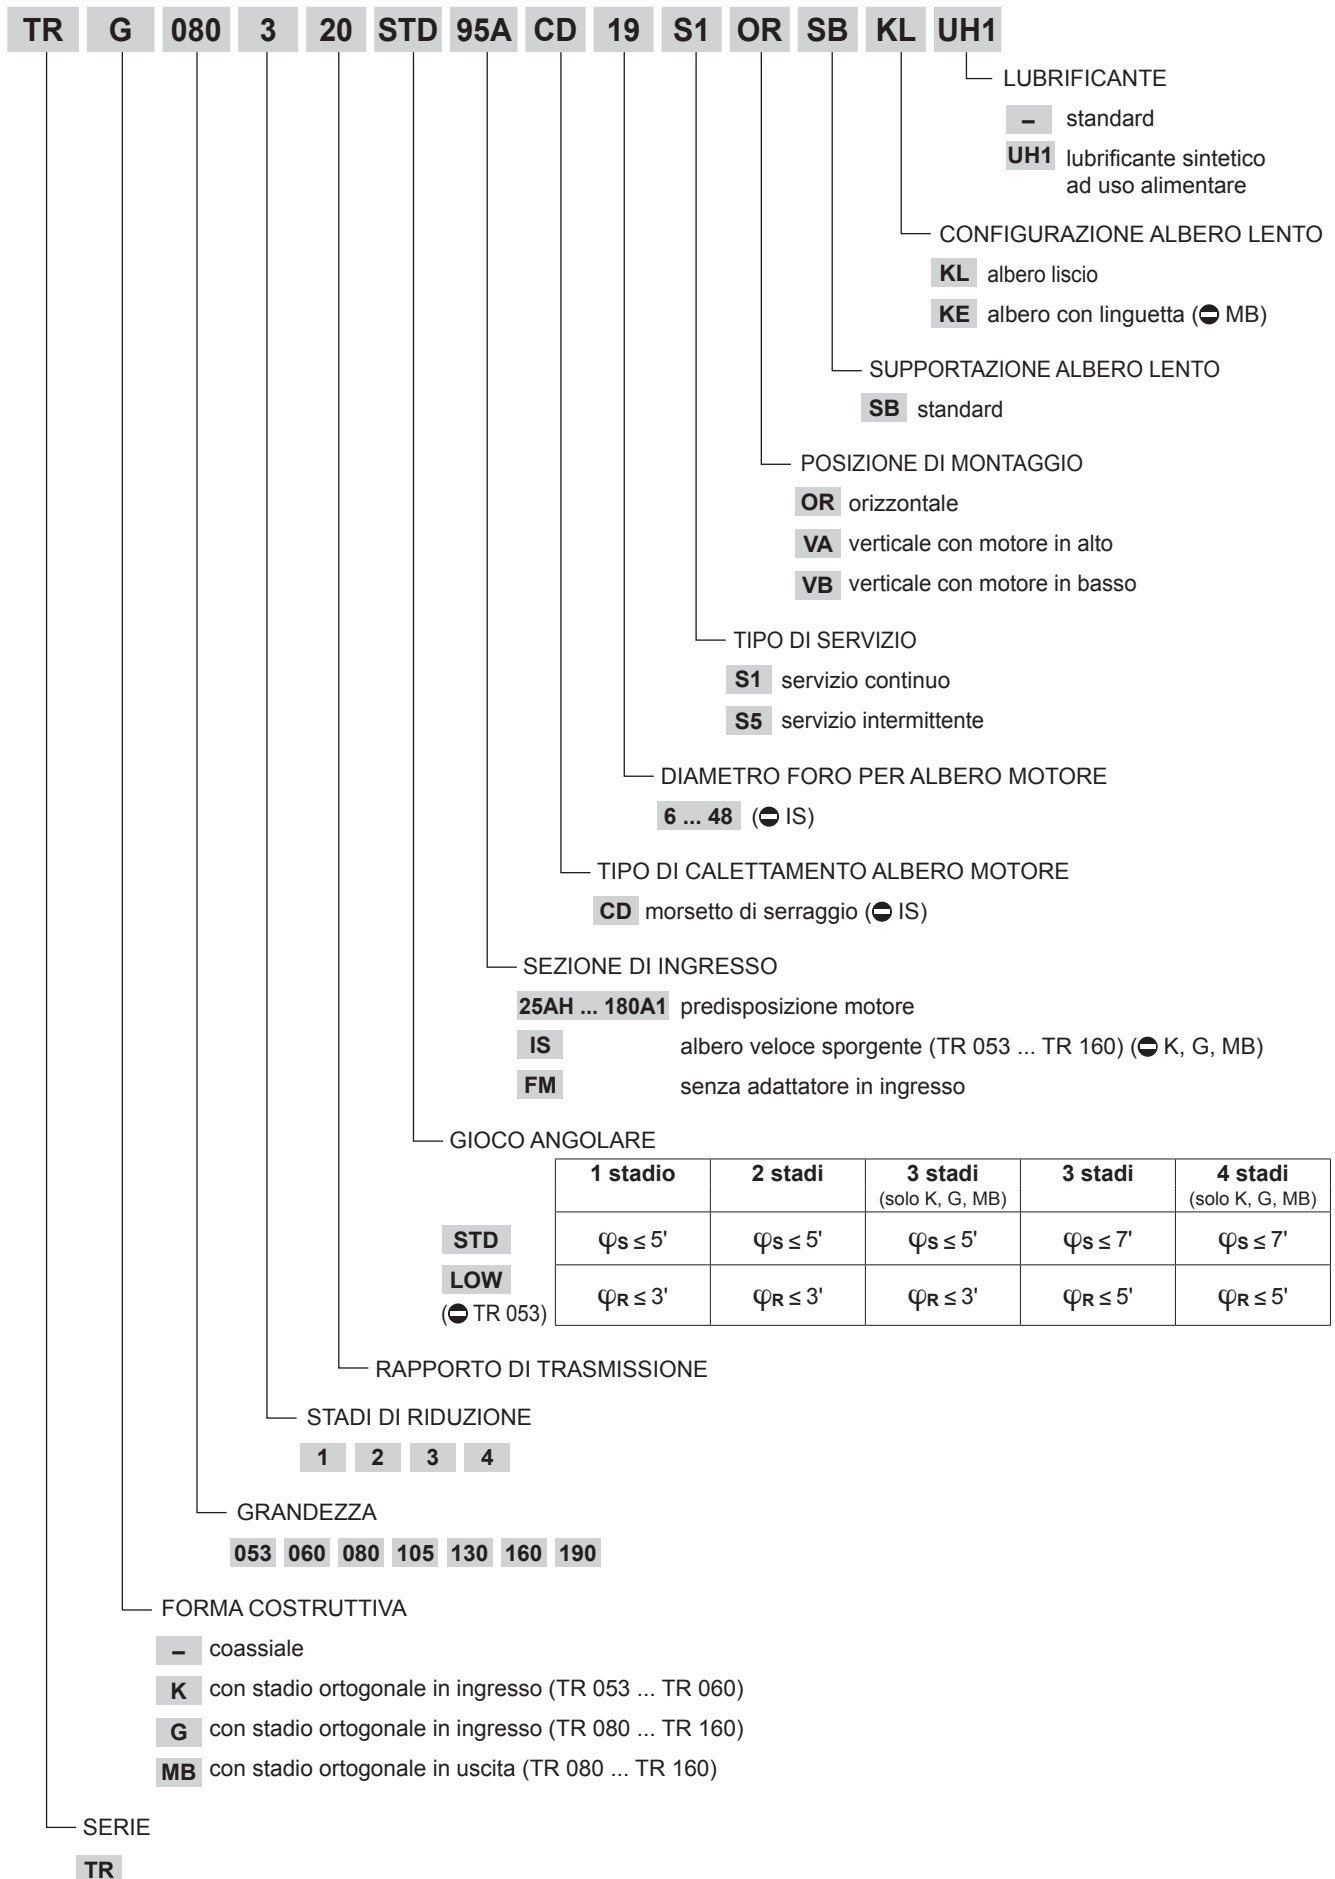 TR G 080 3 20 STD 95A CD 19 S1 OR SB KL UH1
LUBRIFICANTE
– standard
UH1 lubrificante sintetico
ad uso alimentare
CONFIGURAZIONE ALBERO LENTO
KL albero liscio
KE albero con linguetta (⛔ MB)
SUPPORTAZIONE ALBERO LENTO
SB standard
POSIZIONE DI MONTAGGIO
OR orizzontale
VA verticale con motore in alto
VB verticale con motore in basso
TIPO DI SERVIZIO
S1 servizio continuo
S5 servizio intermittente
DIAMETRO FORO PER ALBERO MOTORE
6 ... 48 (⛔ IS)
TIPO DI CALETTAMENTO ALBERO MOTORE
CD morsetto di serraggio (⛔ IS)
SEZIONE DI INGRESSO
25AH ... 180A1 predisposizione motore
IS albero veloce sporgente (TR 053 ... TR 160) (⛔ K, G, MB)
FM senza adattatore in ingresso
GIOCO ANGOLARE
1 stadio 2 stadi 3 stadi 3 stadi 4 stadi
(solo K, G, MB) (solo K, G, MB)
STD φS ≤ 5' φS ≤ 5' φS ≤ 5' φS ≤ 7' φS ≤ 7'
LOW φR ≤ 3' φR ≤ 3' φR ≤ 3' φR ≤ 5' φR ≤ 5'
(⛔ TR 053)
RAPPORTO DI TRASMISSIONE
STADI DI RIDUZIONE
1 2 3 4
GRANDEZZA
053 060 080 105 130 160 190
FORMA COSTRUTTIVA
– coassiale
K con stadio ortogonale in ingresso (TR 053 ... TR 060)
G con stadio ortogonale in ingresso (TR 080 ... TR 160)
MB con stadio ortogonale in uscita (TR 080 ... TR 160)
SERIE
TR